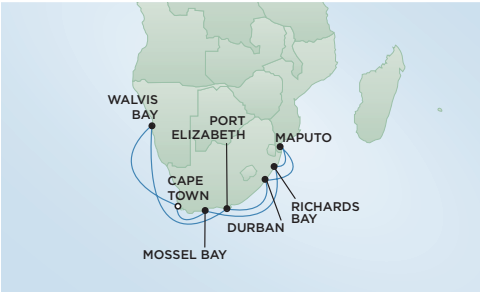 WALVIS
BAY
PORT
ELIZABETH
MAPUTO
CAPE
TOWN
RICHARDS
BAY
DURBAN
MOSSEL BAY